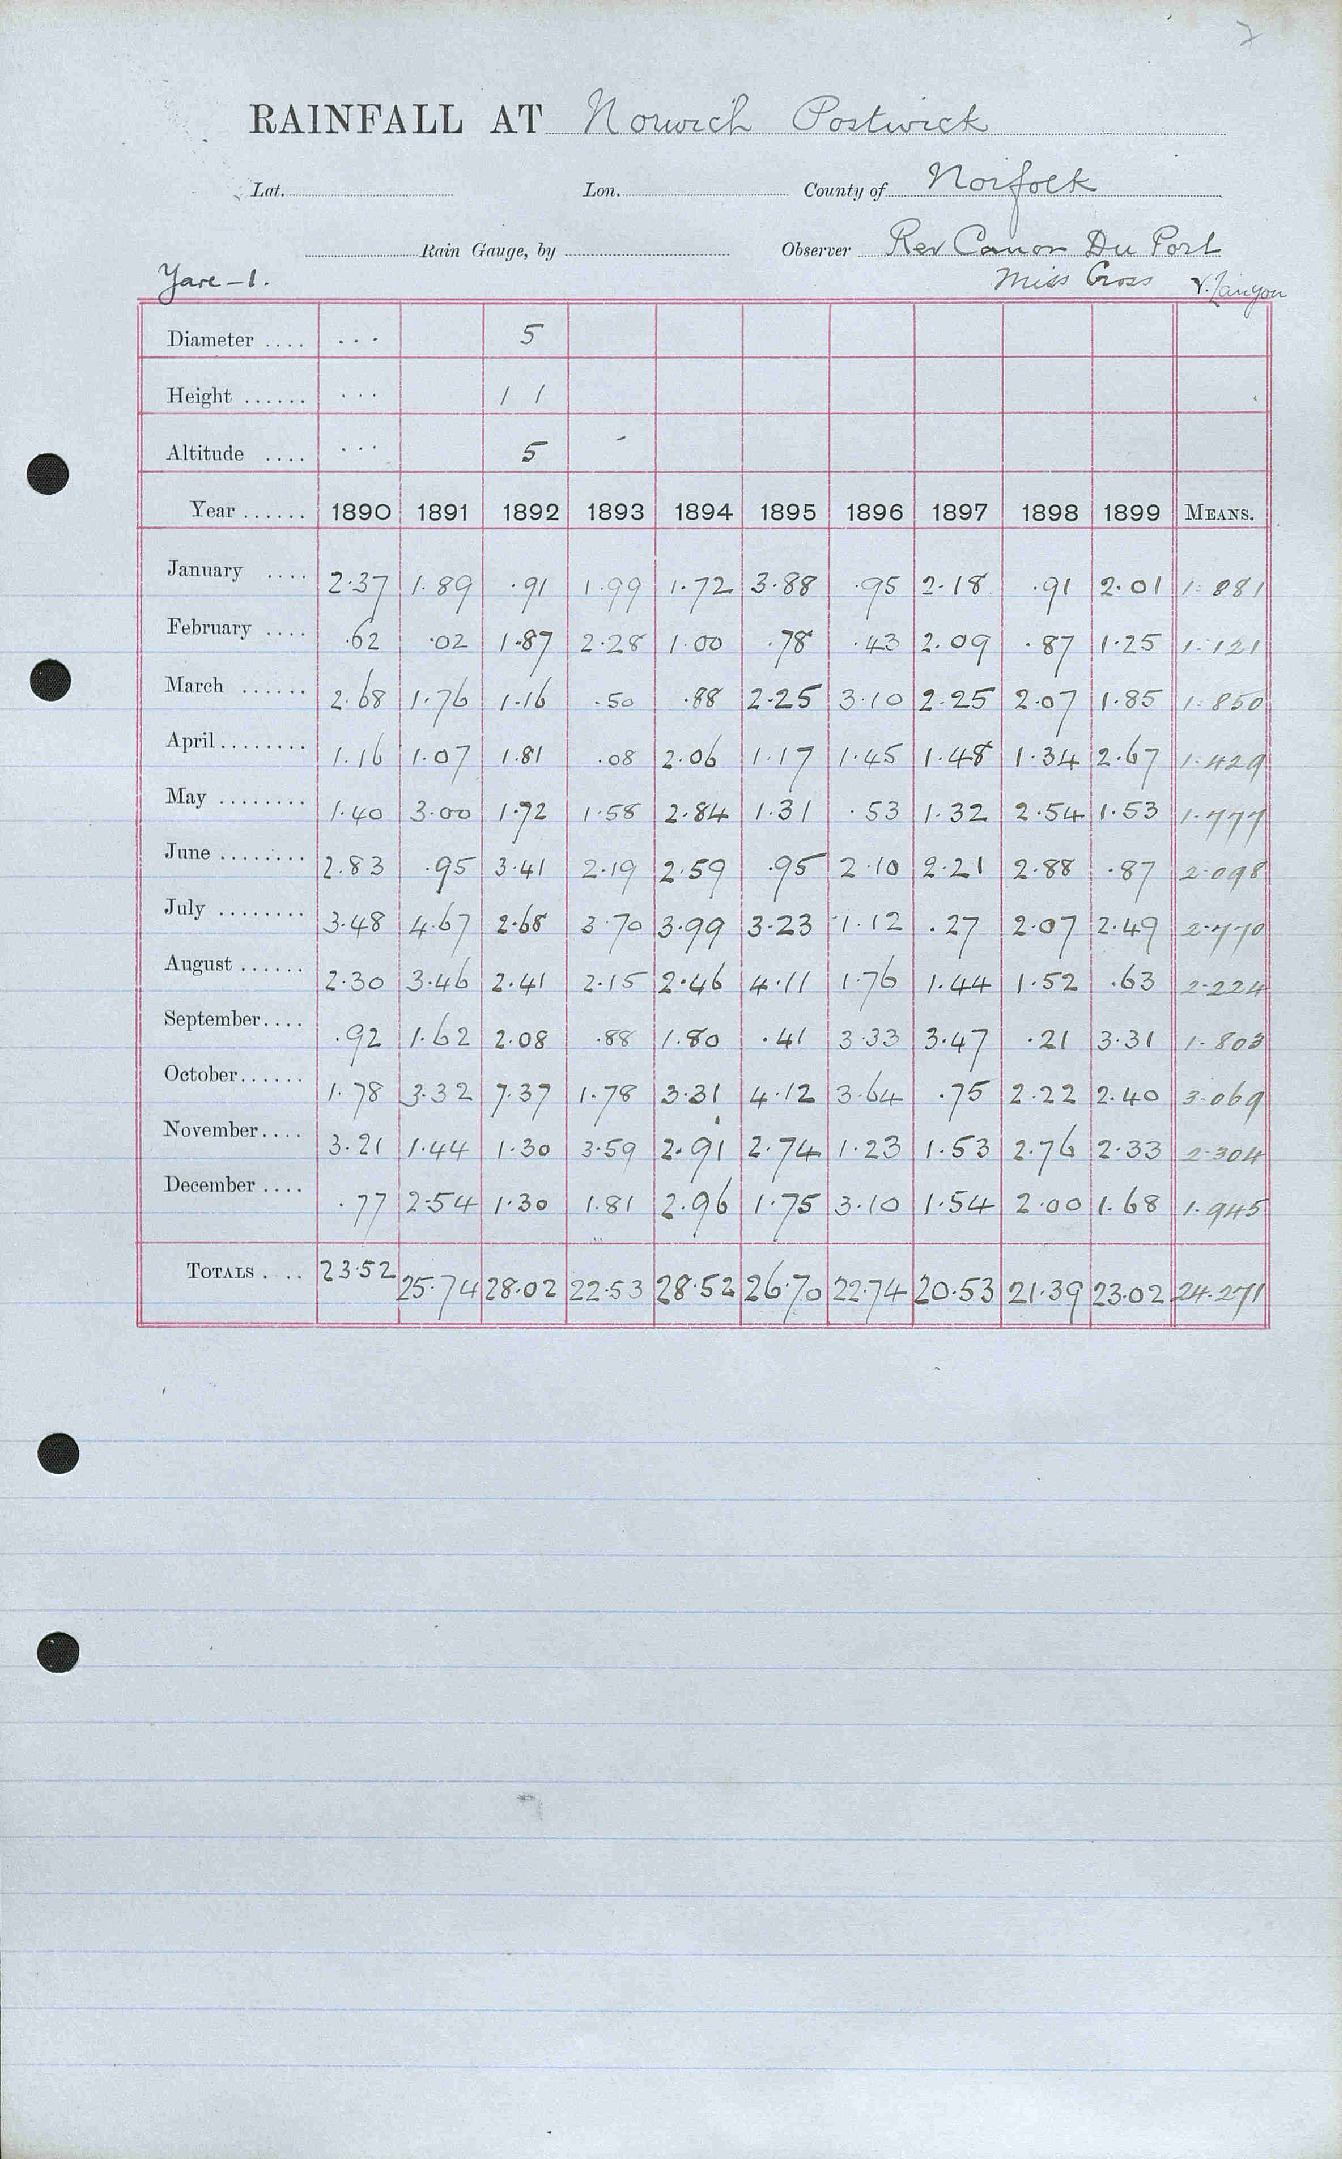 2
RAINFALL AT Norwich Postwick
Lat. Lon. County of Norfolk
Rain Gauge, by Observer Rev Canon Du Port
Yare-1. Miss Cross
Diameter .... ... 5
Height ...... ... 1 1
Altitude .... ... 5
Year ...... 1890 1891 1892 1893 1894 1895 1896 1897 1898 1899 MEANS.
January .... 2.37 1.89 .91 1.99 1.72 3.88 .95 2.18 .91 2.01 1.881
February .... .62 .02 1.87 2.28 1.00 .78 .43 2.09 .87 1.25 1.121
March ...... 2.68 1.76 1.16 .50 .88 2.25 3.10 2.25 2.07 1.85 1.850
April ........ 1.16 1.07 1.81 .08 2.06 1.17 1.45 1.48 1.34 2.67 1.429
May ........ 1.40 3.00 1.72 1.58 2.84 1.31 .53 1.32 2.54 1.53 1.777
June ........ 2.83 .95 3.41 2.19 2.59 .95 2.10 2.21 2.88 .87 2.098
July ........ 3.48 4.67 2.68 3.70 3.99 3.23 1.12 .27 2.07 2.49 2.770
August ...... 2.30 3.46 2.41 2.15 2.46 4.11 1.76 1.44 1.52 .63 2.224
September .... .92 1.62 2.08 .88 1.80 .41 3.33 3.47 .21 3.31 1.803
October ...... 1.78 3.32 7.37 1.78 3.31 4.12 3.64 .75 2.22 2.40 3.069
November .... 3.21 1.44 1.30 3.59 2.91 2.74 1.23 1.53 2.76 2.33 2.304
December .... .77 2.54 1.30 1.81 2.96 1.75 3.10 1.54 2.00 1.68 1.945
TOTALS .... 23.52 25.74 28.02 22.53 28.52 26.70 22.74 20.53 21.39 23.02 24.271